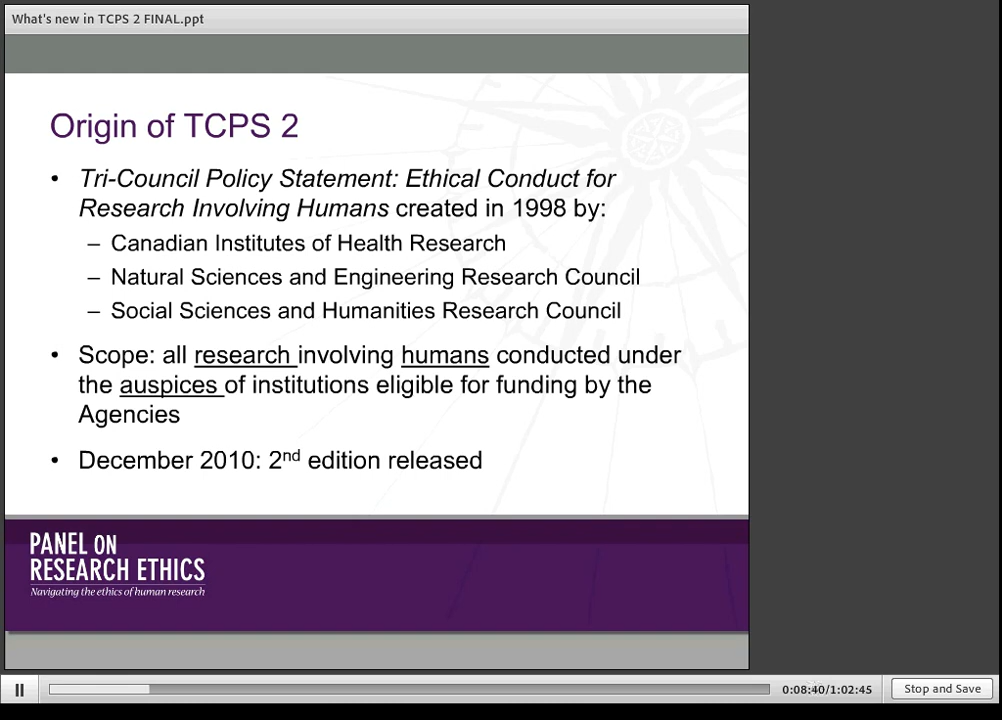 What's new in TCPS 2 FINAL.ppt
Origin of TCPS 2
• Tri-Council Policy Statement: Ethical Conduct for
Research Involving Humans created in 1998 by:
– Canadian Institutes of Health Research
– Natural Sciences and Engineering Research Council
– Social Sciences and Humanities Research Council
• Scope: all research involving humans conducted under
the auspices of institutions eligible for funding by the
Agencies
• December 2010: 2nd edition released
PANEL ON
RESEARCH ETHICS
Navigating the ethics of human research
0:08:40/1:02:45
Stop and Save